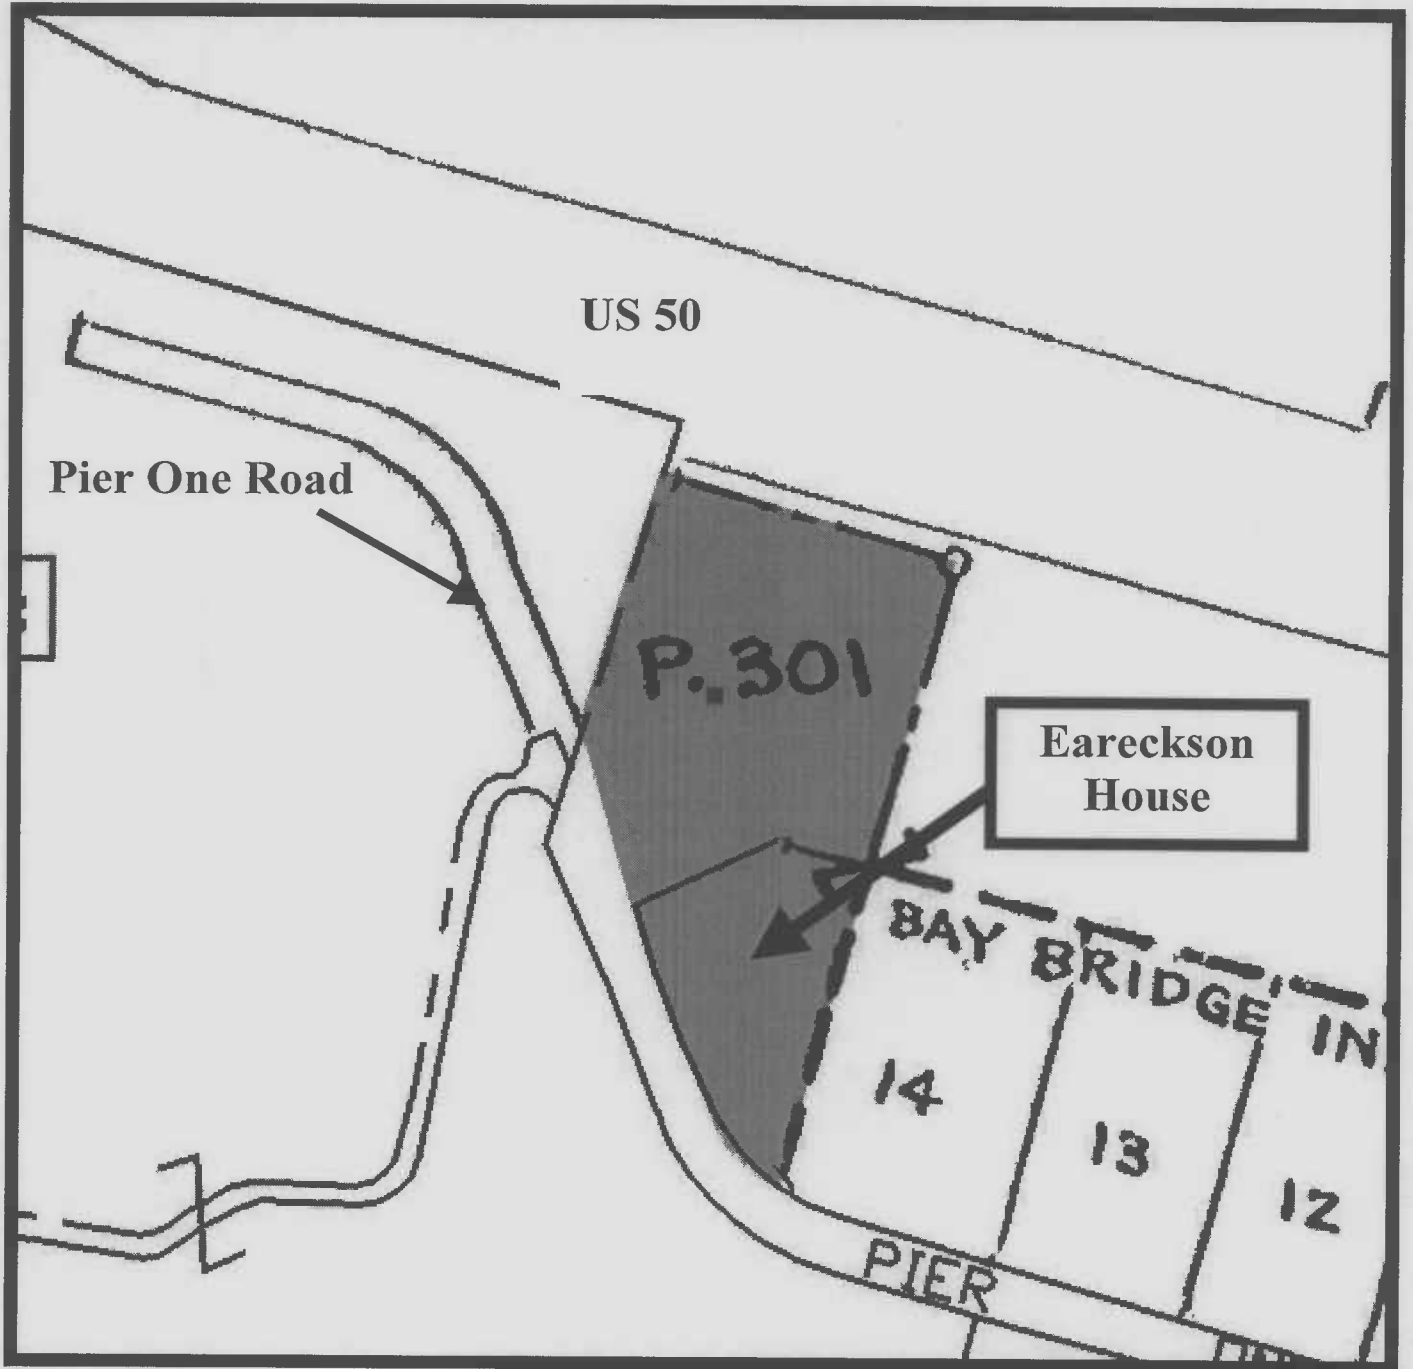 US 50
Pier One Road
P. 301
Eareckson
House
BAY BRIDGE IN
14
13
12
PIER